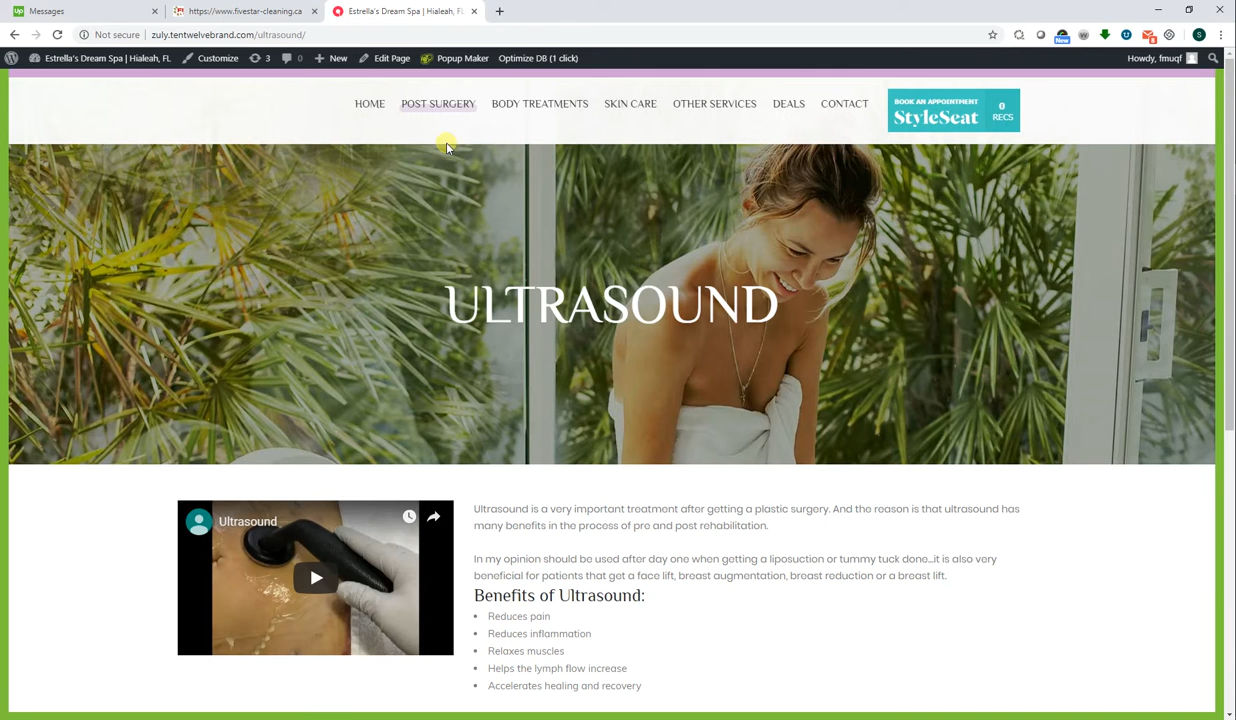 Messages
https://www.fivestar-cleaning.ca
Estrella's Dream Spa | Hialeah, FL
Not secure
zuly.tentwelvebrand.com/ultrasound/
New
8
S
Estrella's Dream Spa | Hialeah, FL
Customize
3
0
New
Edit Page
Popup Maker
Optimize DB (1 click)
Howdy, fmuqf
HOME
POST SURGERY
BODY TREATMENTS
SKIN CARE
OTHER SERVICES
DEALS
CONTACT
BOOK AN APPOINTMENT
StyleSeat
0
RECS
ULTRASOUND
Ultrasound
Ultrasound is a very important treatment after getting a plastic surgery. And the reason is that ultrasound has
many benefits in the process of pre and post rehabilitation.
In my opinion should be used after day one when getting a liposuction or tummy tuck done...it is also very
beneficial for patients that get a face lift, breast augmentation, breast reduction or a breast lift.
Benefits of Ultrasound:
• Reduces pain
• Reduces inflammation
• Relaxes muscles
• Helps the lymph flow increase
• Accelerates healing and recovery